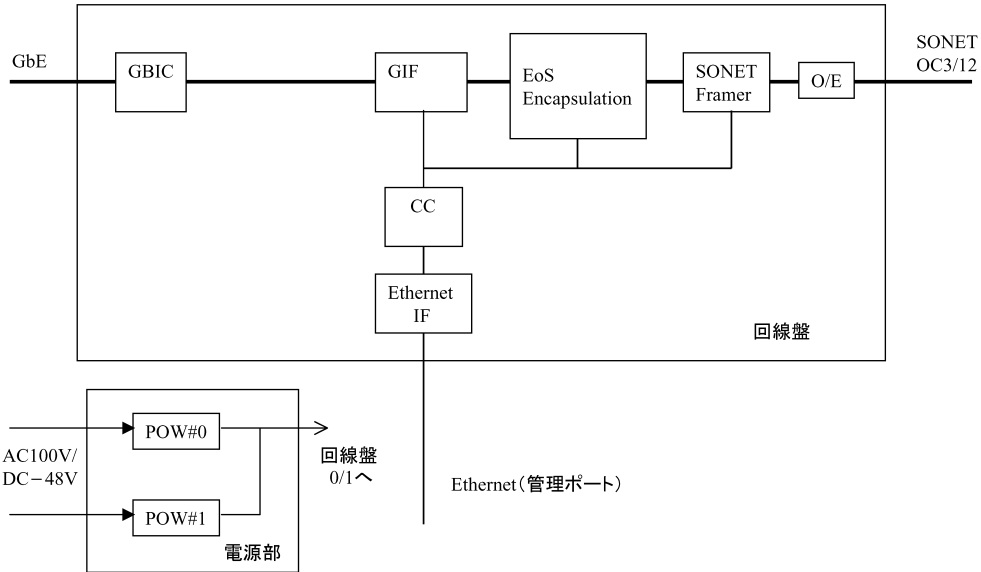 GbE
GBIC
GIF
EoS
Encapsulation
SONET
Framer
O/E
SONET
OC3/12
CC
Ethernet
IF
回線盤
POW#0
AC100V/
DC−48V
回線盤
0/1へ
POW#1
電源部
Ethernet（管理ポート）